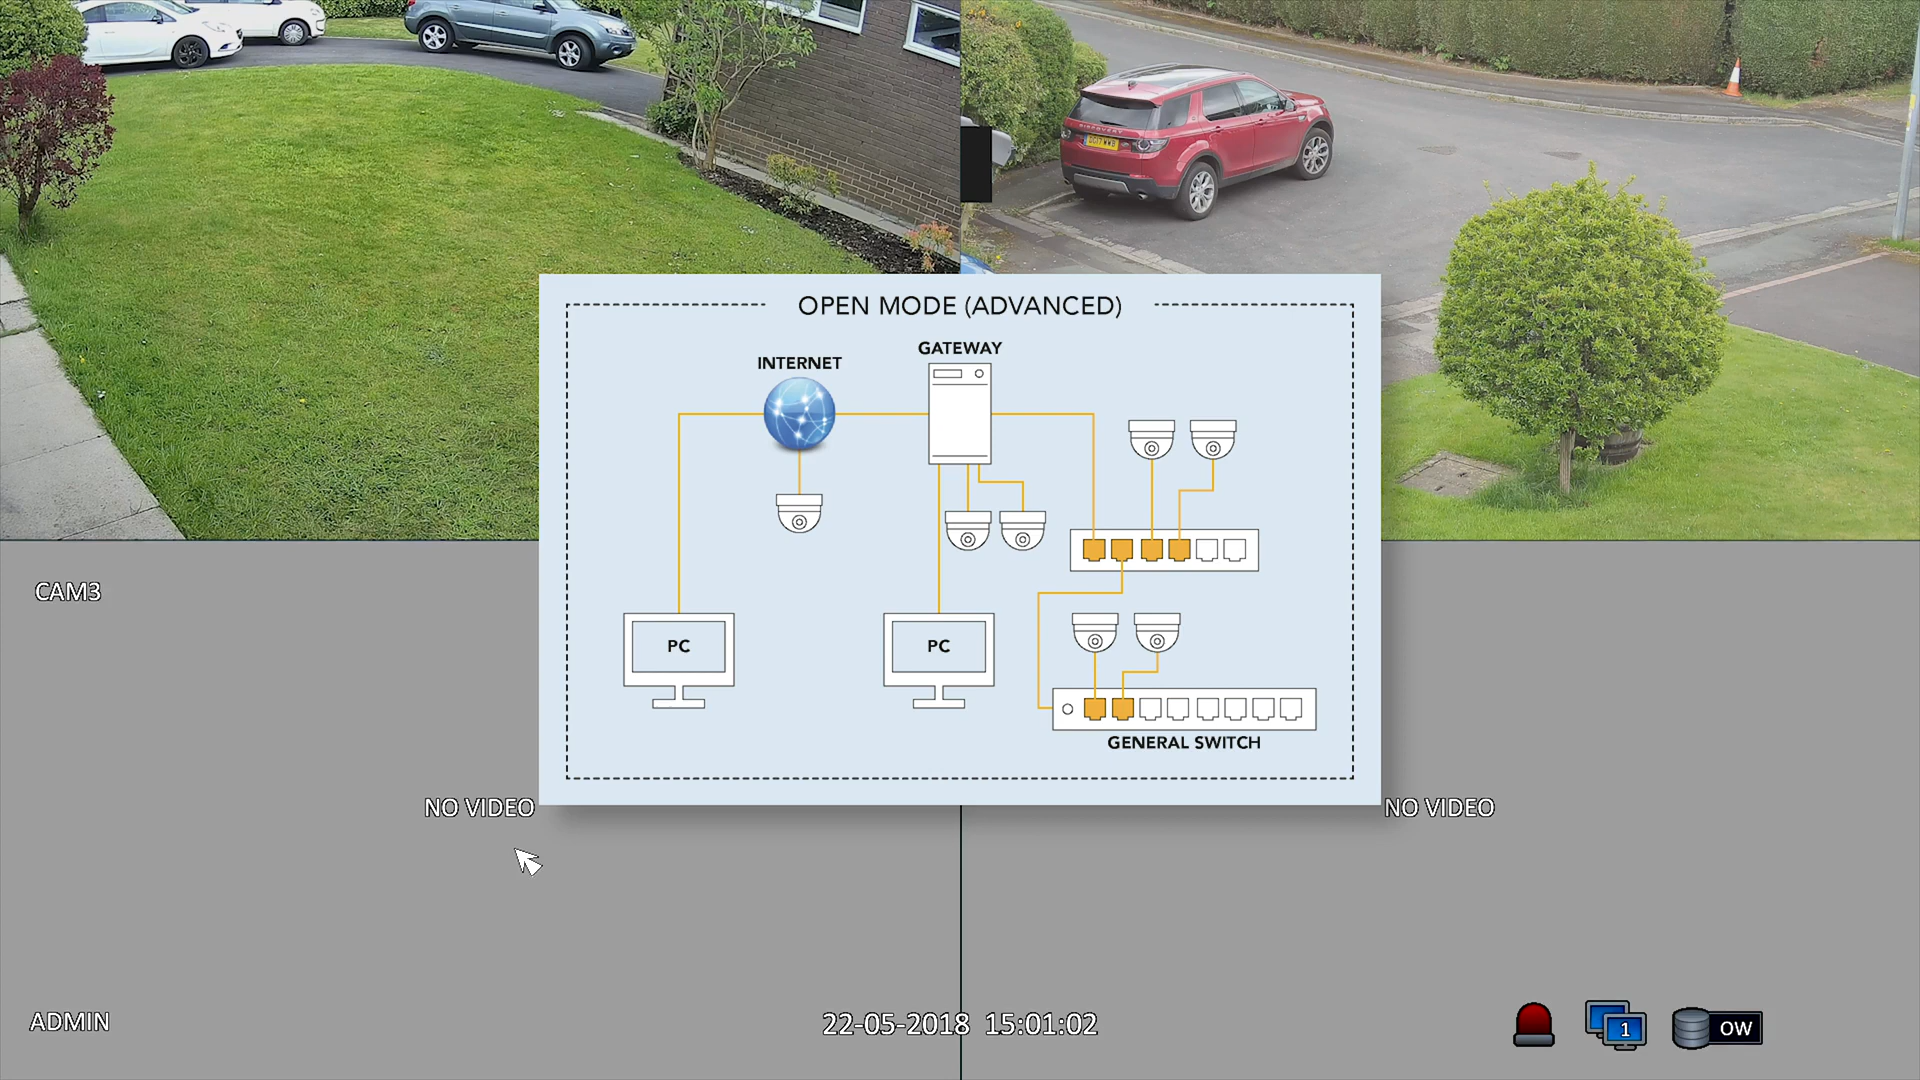 DISCOVERY
OPEN MODE (ADVANCED)
GATEWAY
INTERNET
CAM3
PC
PC
GENERAL SWITCH
NO VIDEO
NO VIDEO
ADMIN
22-05-2018 15:01:02
1
OW